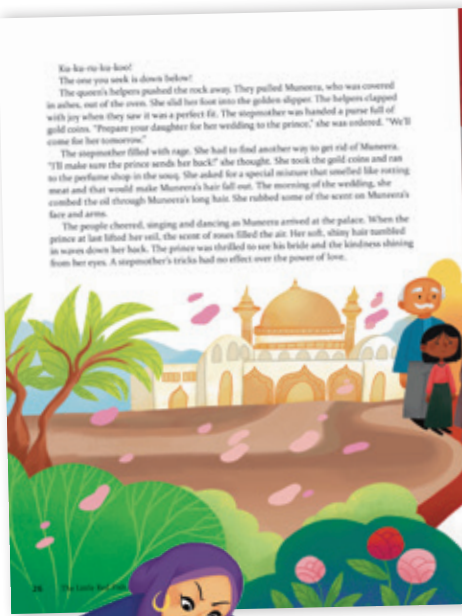 Ku-ku-ru-ku-koo!
The one you seek is down below!
The queen's helpers pushed the rock away. They pulled Muneera, who was covered
in ashes, out of the oven. She slid her foot into the golden slipper. The helpers clapped
with joy when they saw it was a perfect fit. The stepmother was handed a purse full of
gold coins. "Prepare your daughter for her wedding to the prince," she was ordered. "We'll
come for her tomorrow."
The stepmother filled with rage. She had to find another way to get rid of Muneera.
"I'll make sure the prince sends her back!" she thought. She took the gold coins and ran
to the perfume shop in the souq. She asked for a special mixture that smelled like rotting
meat and that would make Muneera's hair fall out. The morning of the wedding, she
combed the oil through Muneera's long hair. She rubbed some of the scent on Muneera's
face and arms.
The people cheered, singing and dancing as Muneera arrived at the palace. When the
prince at last lifted her veil, the scent of roses filled the air. Her soft, shiny hair tumbled
in waves down her back. The prince was thrilled to see his bride and the kindness shining
from her eyes. A stepmother's tricks had no effect over the power of love.
26 The Little Red Fish